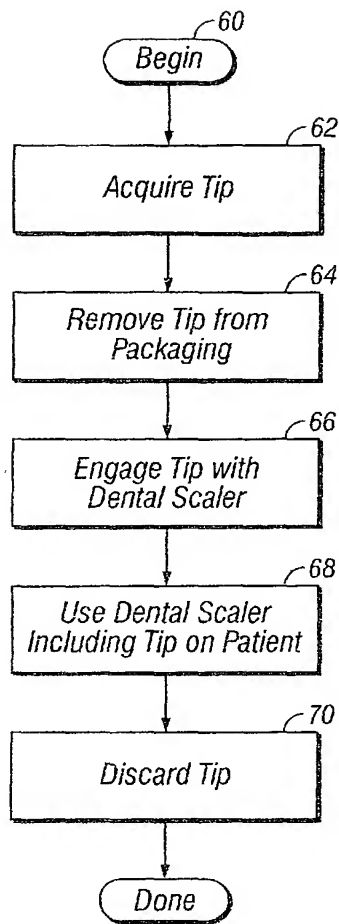 60
Begin
62
Acquire Tip
64
Remove Tip from
Packaging
66
Engage Tip with
Dental Scaler
68
Use Dental Scaler
Including Tip on Patient
70
Discard Tip
Done